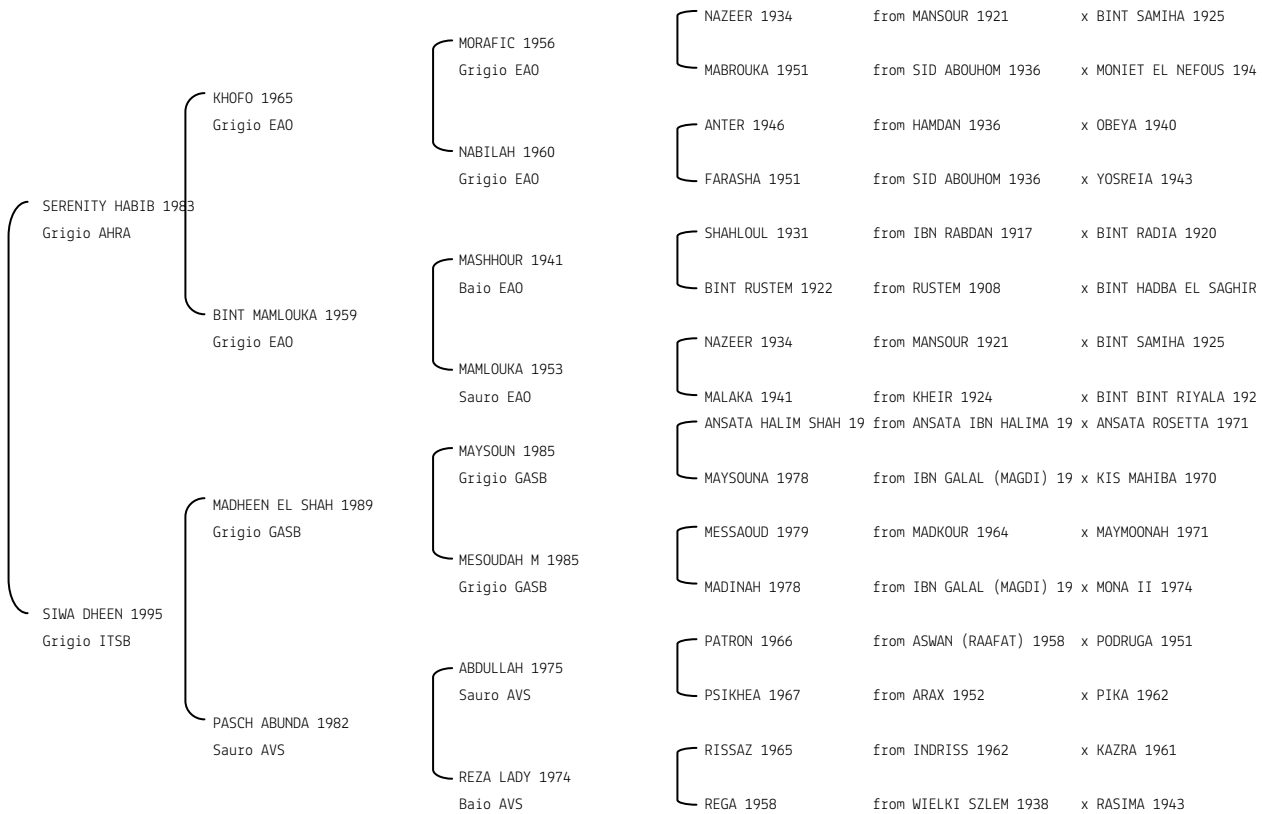 NAZEER 1934 from MANSOUR 1921 x BINT SAMIHA 1925
MORAFIC 1956
Grigio EAO MABROUKA 1951 from SID ABOUHOM 1936 x MONIET EL NEFOUS 194
KHOFO 1965
Grigio EAO ANTER 1946 from HAMDAN 1936 x OBEYA 1940
NABILAH 1960
Grigio EAO FARASHA 1951 from SID ABOUHOM 1936 x YOSREIA 1943
SERENITY HABIB 1983
Grigio AHRA SHAHLOUL 1931 from IBN RABDAN 1917 x BINT RADIA 1920
MASHHOUR 1941
Baio EAO BINT RUSTEM 1922 from RUSTEM 1908 x BINT HADBA EL SAGHIR
BINT MAMLOUKA 1959
Grigio EAO NAZEER 1934 from MANSOUR 1921 x BINT SAMIHA 1925
MAMLOUKA 1953
Sauro EAO MALAKA 1941 from KHEIR 1924 x BINT BINT RIYALA 192
ANSATA HALIM SHAH 19 from ANSATA IBN HALIMA 19 x ANSATA ROSETTA 1971
MAYSOUN 1985
Grigio GASB MAYSOUNA 1978 from IBN GALAL (MAGDI) 19 x KIS MAHIBA 1970
MADHEEN EL SHAH 1989
Grigio GASB MESSAOUD 1979 from MADKOUR 1964 x MAYMOONAH 1971
MESOUDAH M 1985
Grigio GASB MADINAH 1978 from IBN GALAL (MAGDI) 19 x MONA II 1974
SIWA DHEEN 1995
Grigio ITSB PATRON 1966 from ASWAN (RAAFAT) 1958 x PODRUGA 1951
ABDULLAH 1975
Sauro AVS PSIKHEA 1967 from ARAX 1952 x PIKA 1962
PASCH ABUNDA 1982
Sauro AVS RISSAZ 1965 from INDRISS 1962 x KAZRA 1961
REZA LADY 1974
Baio AVS REGA 1958 from WIELKI SZLEM 1938 x RASIMA 1943